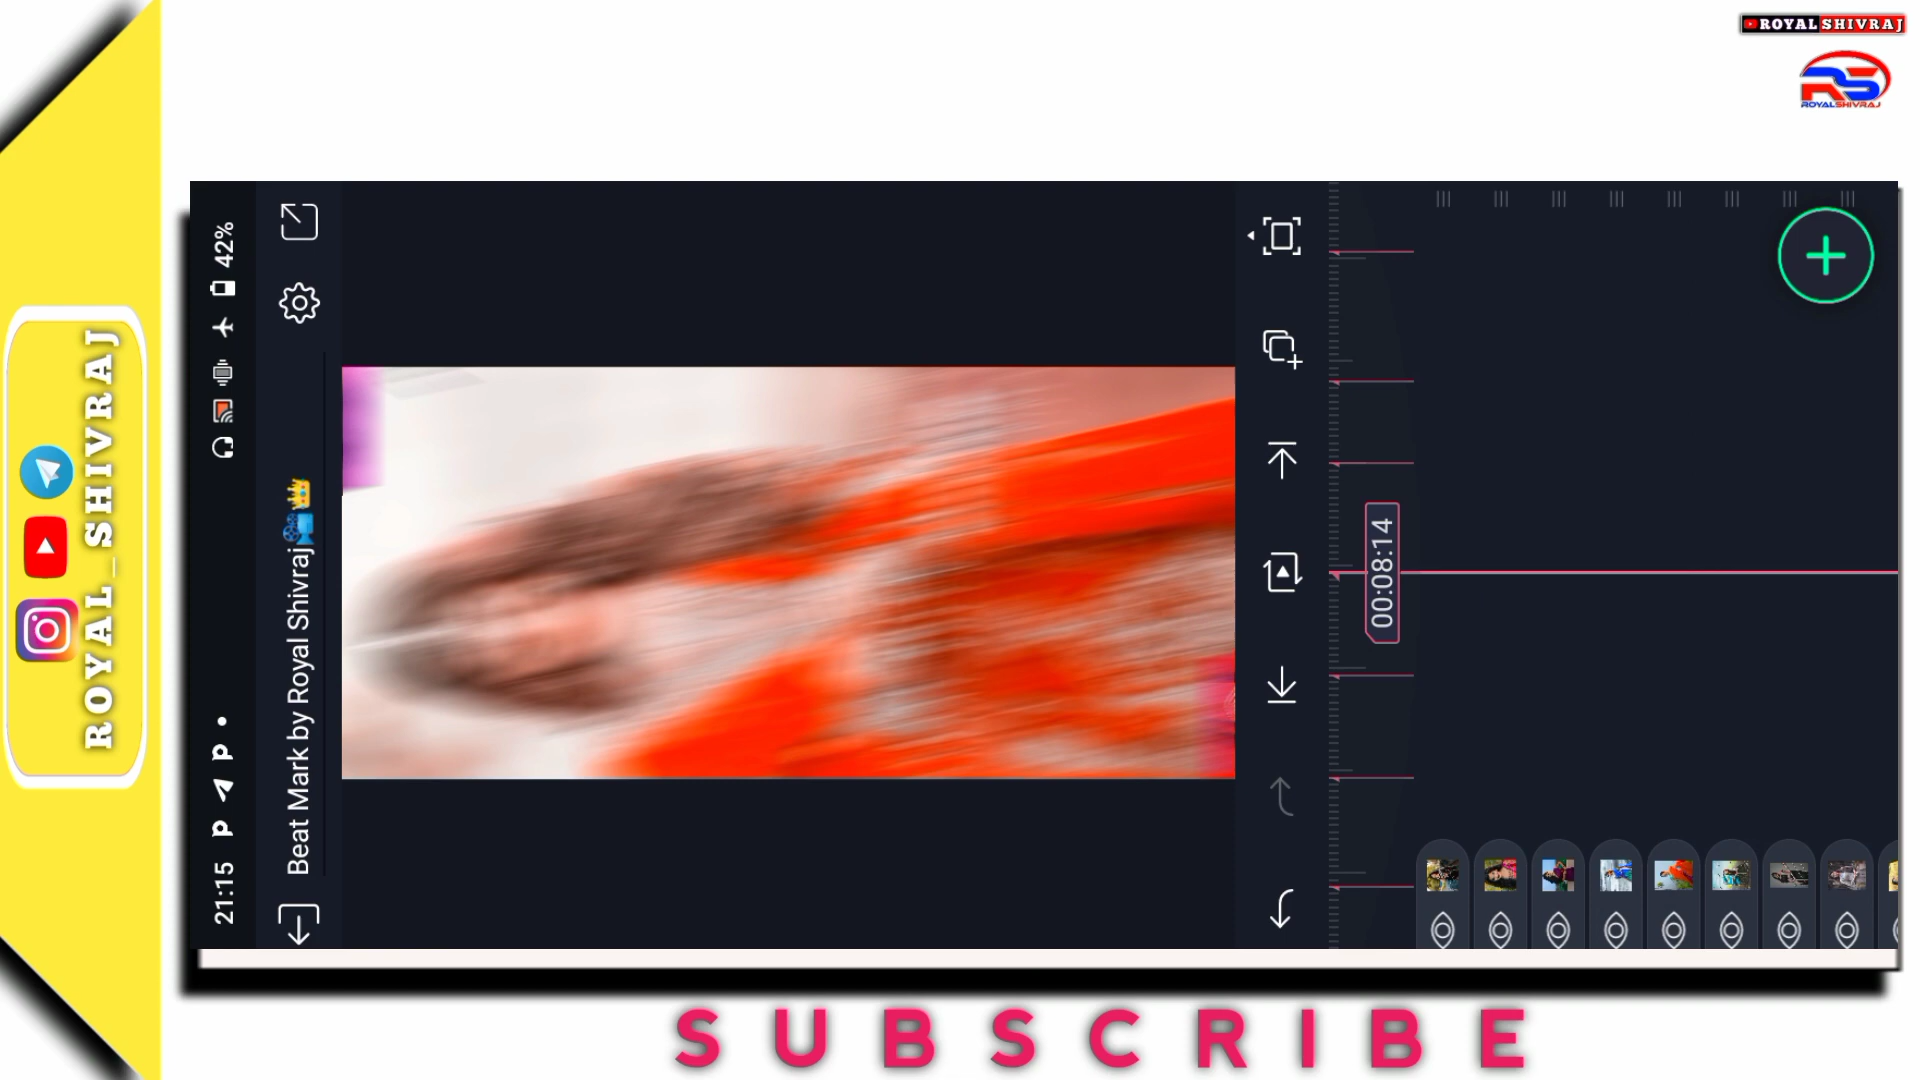 ROYAL SHIVRAJ
ROYALSHIVRAJ
ROYAL_SHIVRAJ
21:15
42%
Beat Mark by Royal Shivraj🎥👑
00:08:14
SUBSCRIBE